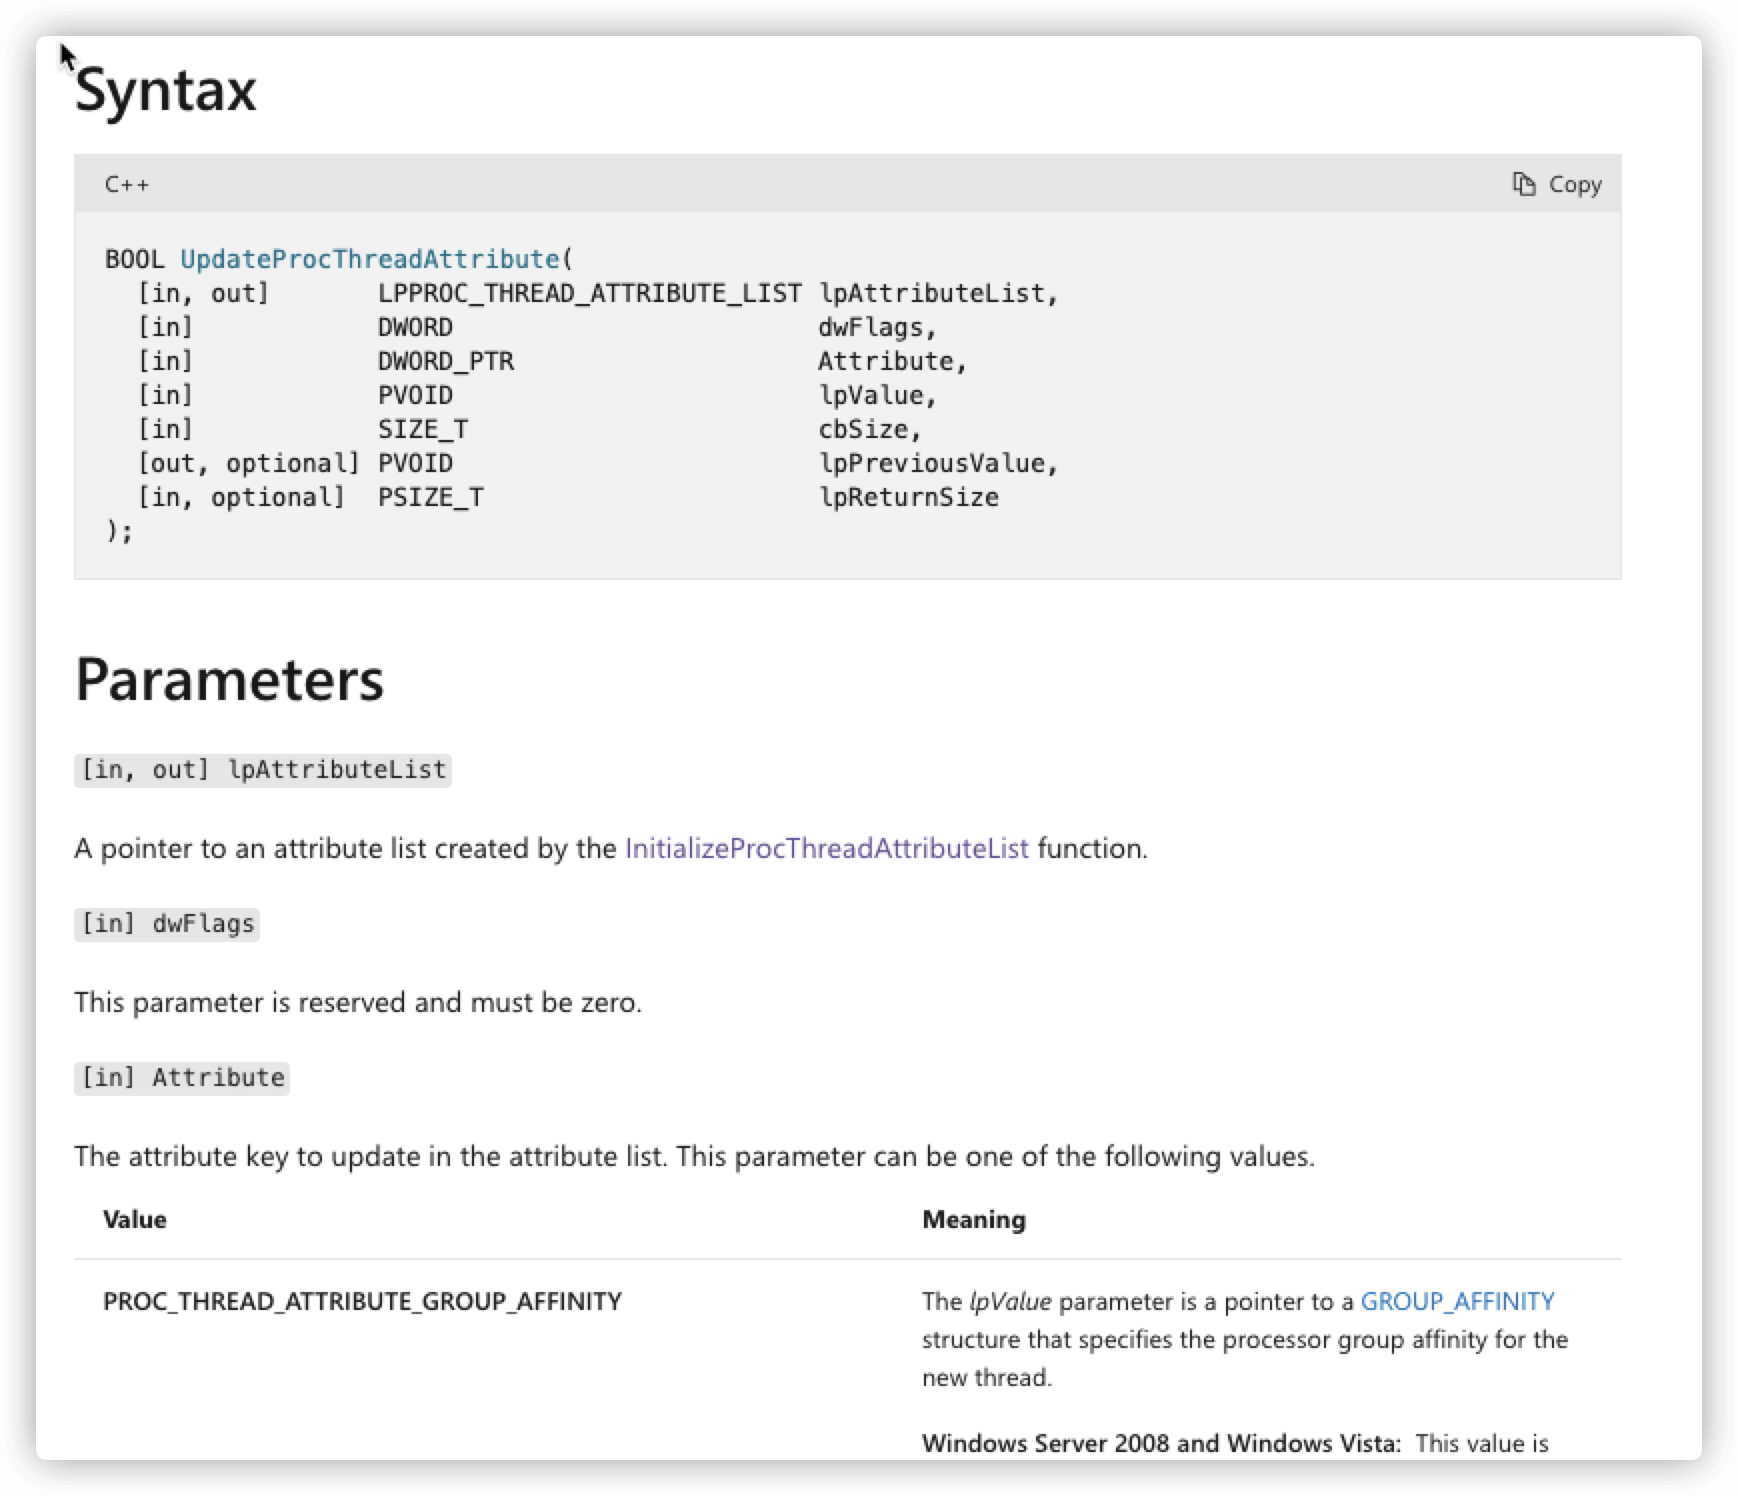 Syntax
C++
Copy
BOOL UpdateProcThreadAttribute(
[in, out] LPPROC_THREAD_ATTRIBUTE_LIST lpAttributeList,
[in] DWORD dwFlags,
[in] DWORD_PTR Attribute,
[in] PVOID lpValue,
[in] SIZE_T cbSize,
[out, optional] PVOID lpPreviousValue,
[in, optional] PSIZE_T lpReturnSize
);
Parameters
[in, out] lpAttributeList
A pointer to an attribute list created by the InitializeProcThreadAttributeList function.
[in] dwFlags
This parameter is reserved and must be zero.
[in] Attribute
The attribute key to update in the attribute list. This parameter can be one of the following values.
Value Meaning
PROC_THREAD_ATTRIBUTE_GROUP_AFFINITY The lpValue parameter is a pointer to a GROUP_AFFINITY
structure that specifies the processor group affinity for the
new thread.
Windows Server 2008 and Windows Vista: This value is